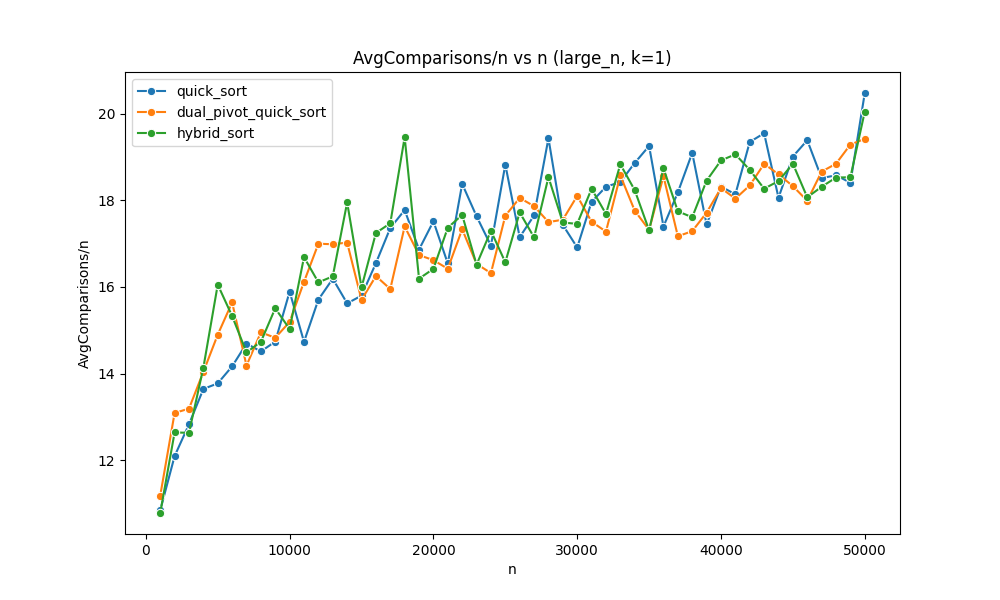 AvgComparisons/n vs n (large_n, k=1)
quick_sort
dual_pivot_quick_sort
hybrid_sort
AvgComparisons/n
20
18
16
14
12
0 10000 20000 30000 40000 50000
n